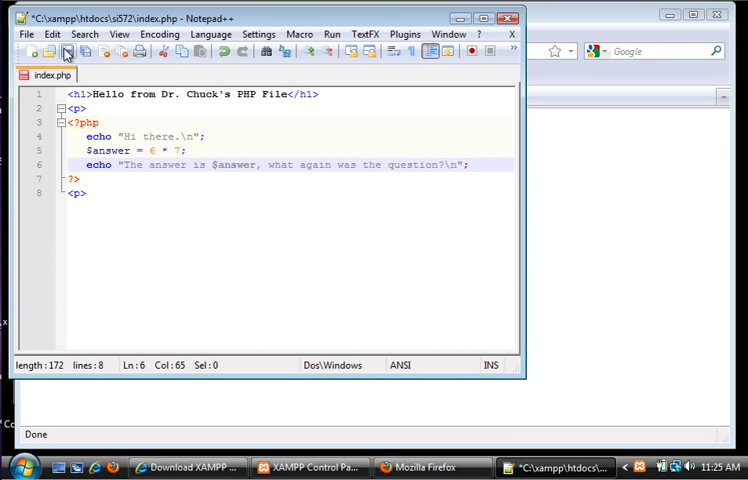 *C:\xampp\htdocs\si572\index.php - Notepad++
File Edit Search View Encoding Language Settings Macro Run TextFX Plugins Window ? X
Google
index.php
1 <h1>Hello from Dr. Chuck's PHP File</h1>
2 <p>
3 <?php
4 echo "Hi there.\n";
5 $answer = 6 * 7;
6 echo "The answer is $answer, what again was the question?\n";
7 ?>
8 <p>
length:172 lines:8 Ln:6 Col:65 Sel:0 Dos\Windows ANSI INS
Done
Download XAMPP ... XAMPP Control Pa... Mozilla Firefox *C:\xampp\htdocs\... 11:25 AM